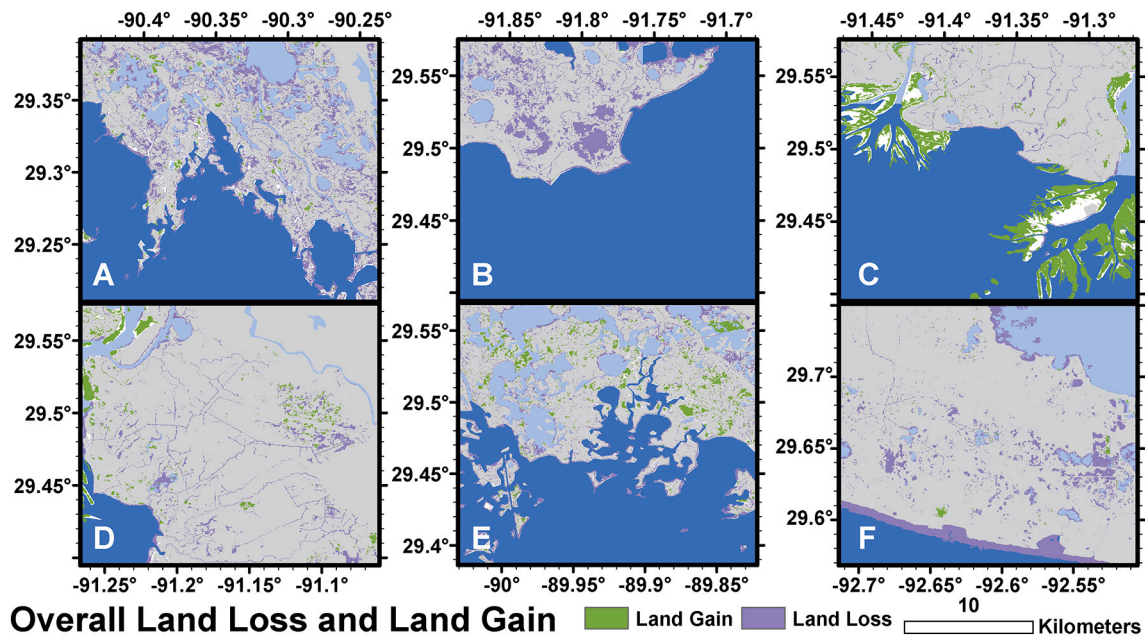 -90.4° -90.35° -90.3° -90.25° -91.85° -91.8° -91.75° -91.7° -91.45° -91.4° -91.35° -91.3°
29.35° 29.3° 29.25°
A
29.55° 29.5° 29.45°
B
29.55° 29.5° 29.45°
C
29.55° 29.5° 29.45°
D
29.55° 29.5° 29.45° 29.4°
E
29.7° 29.65° 29.6°
F
-91.25° -91.2° -91.15° -91.1° -90° -89.95° -89.9° -89.85° -92.7° -92.65° -92.6° -92.55°
Overall Land Loss and Land Gain
Land Gain
Land Loss
10
Kilometers